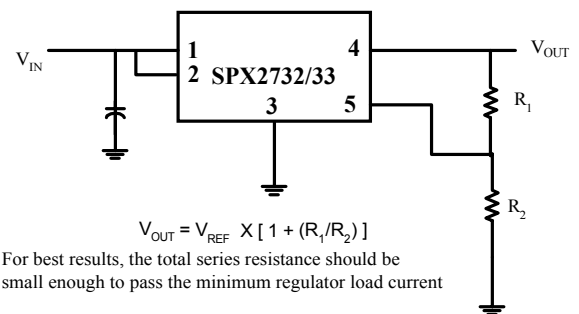 V_IN
1
2
SPX2732/33
3
4
5
V_OUT
R_1
R_2
V_OUT = V_REF X [ 1 + (R_1/R_2) ]
For best results, the total series resistance should be
small enough to pass the minimum regulator load current